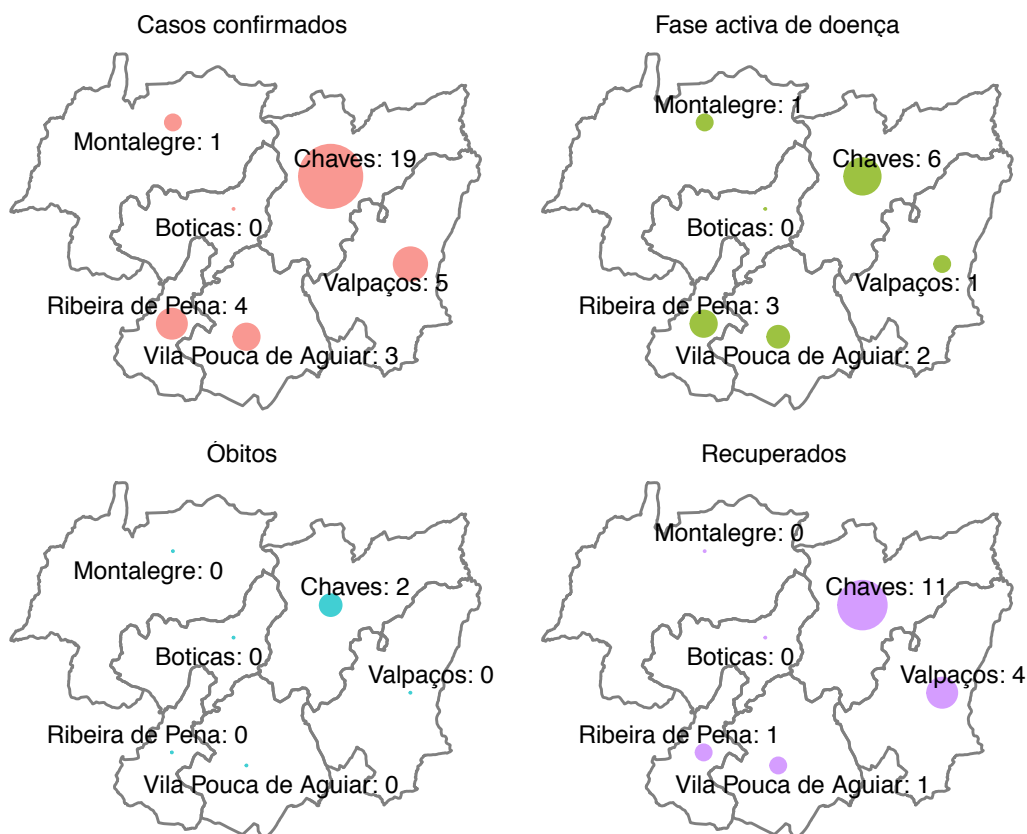 Casos confirmados
Montalegre: 1
Chaves: 19
Boticas: 0
Valpaços: 5
Ribeira de Pena: 4
Vila Pouca de Aguiar: 3
Fase activa de doença
Montalegre: 1
Chaves: 6
Boticas: 0
Valpaços: 1
Ribeira de Pena: 3
Vila Pouca de Aguiar: 2
Óbitos
Montalegre: 0
Chaves: 2
Boticas: 0
Valpaços: 0
Ribeira de Pena: 0
Vila Pouca de Aguiar: 0
Recuperados
Montalegre: 0
Chaves: 11
Boticas: 0
Valpaços: 4
Ribeira de Pena: 1
Vila Pouca de Aguiar: 1